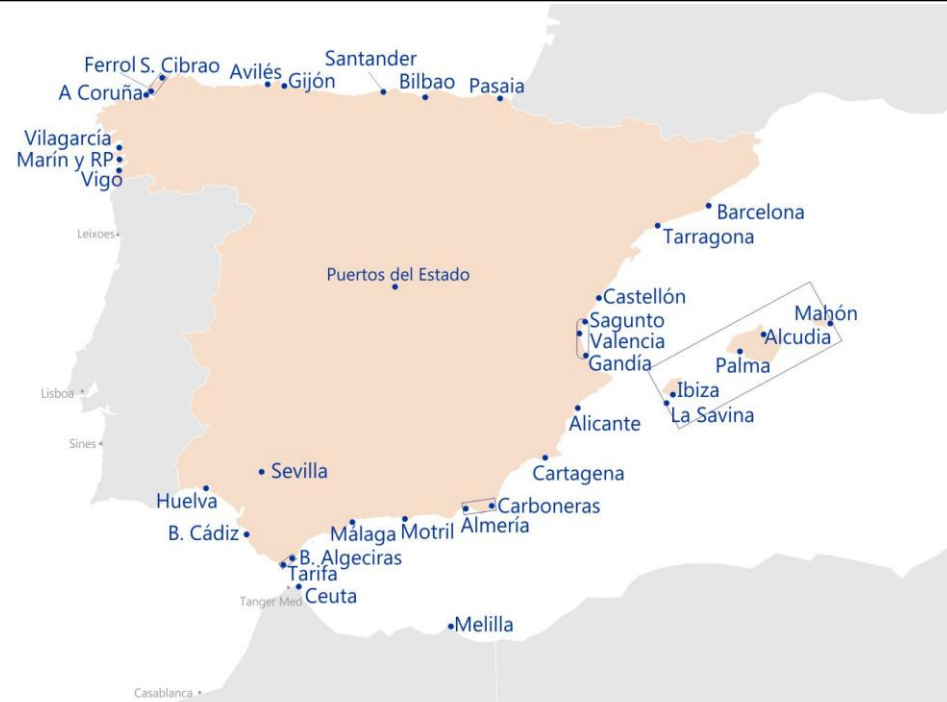 Santander
Ferrol S. Cibrao
Avilés
Gijón
Bilbao
Pasaia
A Coruña
Vilagarcía
Marín y RP
Vigo
Barcelona
Leixoes
Tarragona
Puertos del Estado
Castellón
Mahón
Sagunto
Valencia
Alcudia
Gandía
Palma
Lisboa
Ibiza
La Savina
Alicante
Sines
Sevilla
Cartagena
Huelva
Carboneras
B. Cádiz
Málaga
Motril
Almería
B. Algeciras
Tarifa
Tanger Med
Ceuta
Melilla
Casablanca